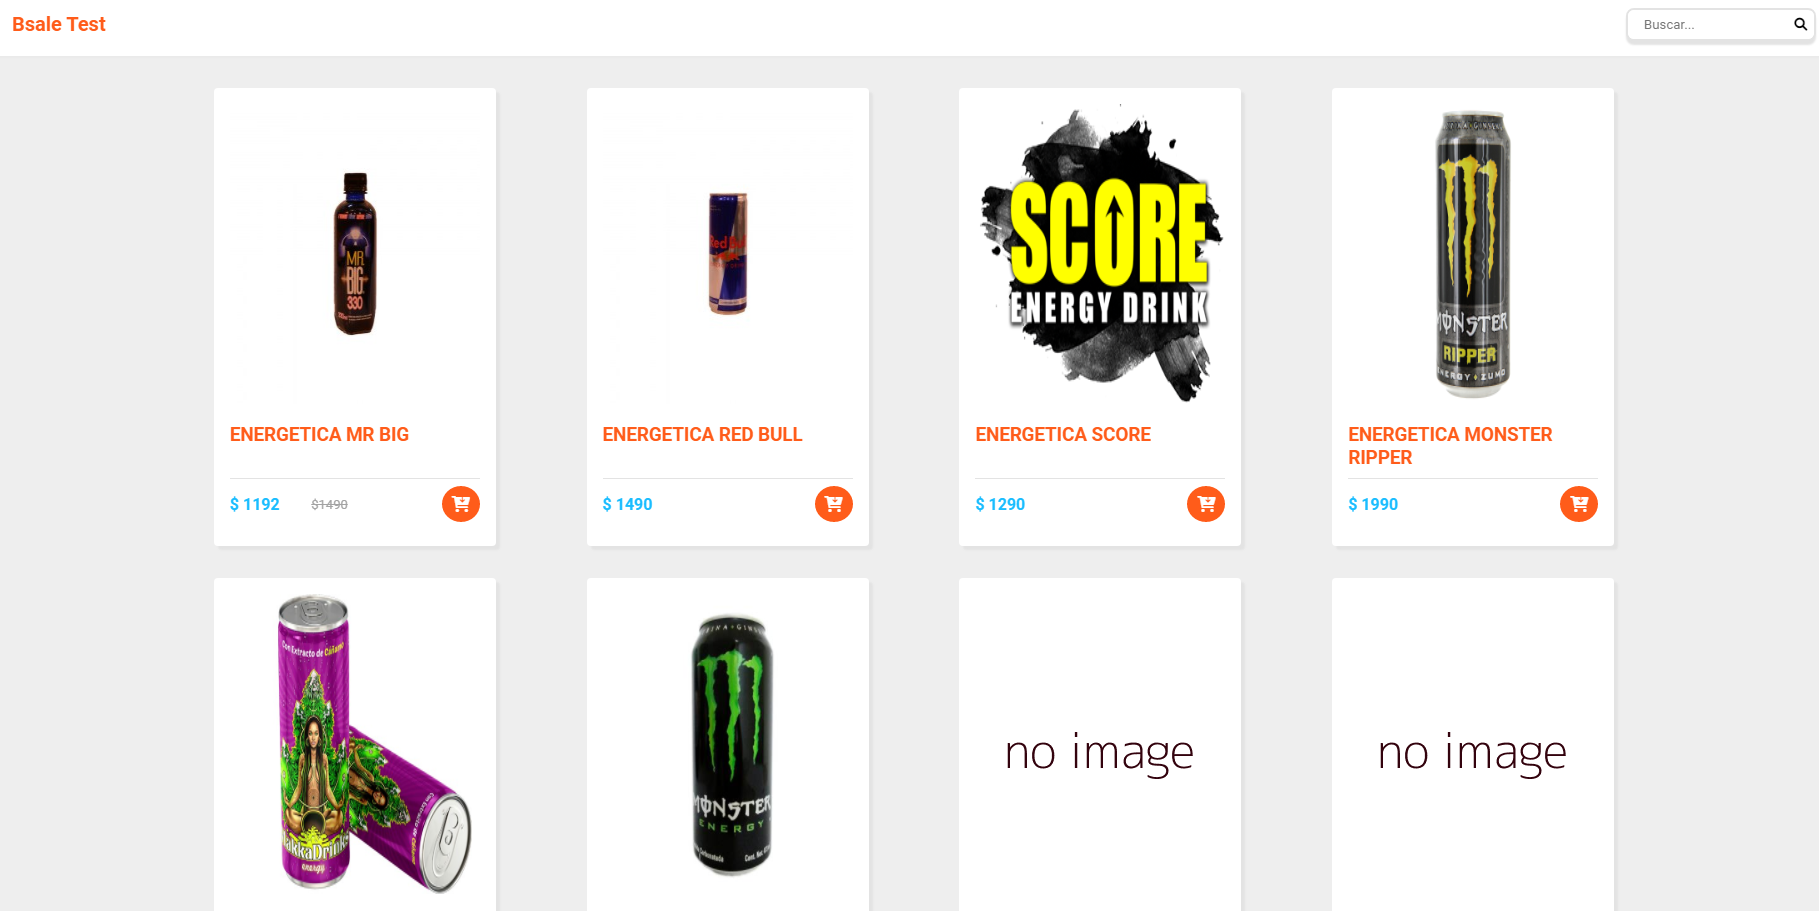 Bsale Test
Buscar...
MR.
BIG
330
Red Bull
SCORE
ENERGY DRINK
MONSTER
RIPPER
ENERGY + ZUMO
ENERGETICA MR BIG
ENERGETICA RED BULL
ENERGETICA SCORE
ENERGETICA MONSTER
RIPPER
$ 1192
$1490
$ 1490
$ 1290
$ 1990
Con Extracto de Cáñamo
energy
MONSTER
ENERGY
no image
no image